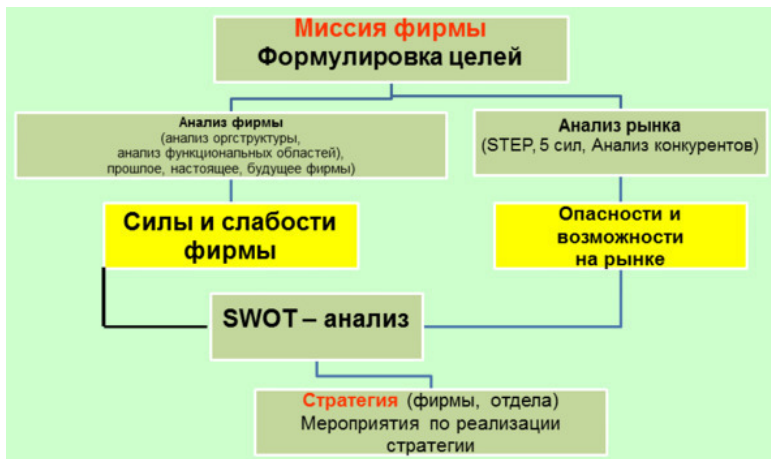 Миссия фирмы
Формулировка целей
Анализ фирмы
(анализ оргструктуры,
анализ функциональных областей),
прошлое, настоящее, будущее фирмы)
Анализ рынка
(STEP, 5 сил, Анализ конкурентов)
Силы и слабости
фирмы
Опасности и
возможности
на рынке
SWOT – анализ
Стратегия (фирмы, отдела)
Мероприятия по реализации
стратегии